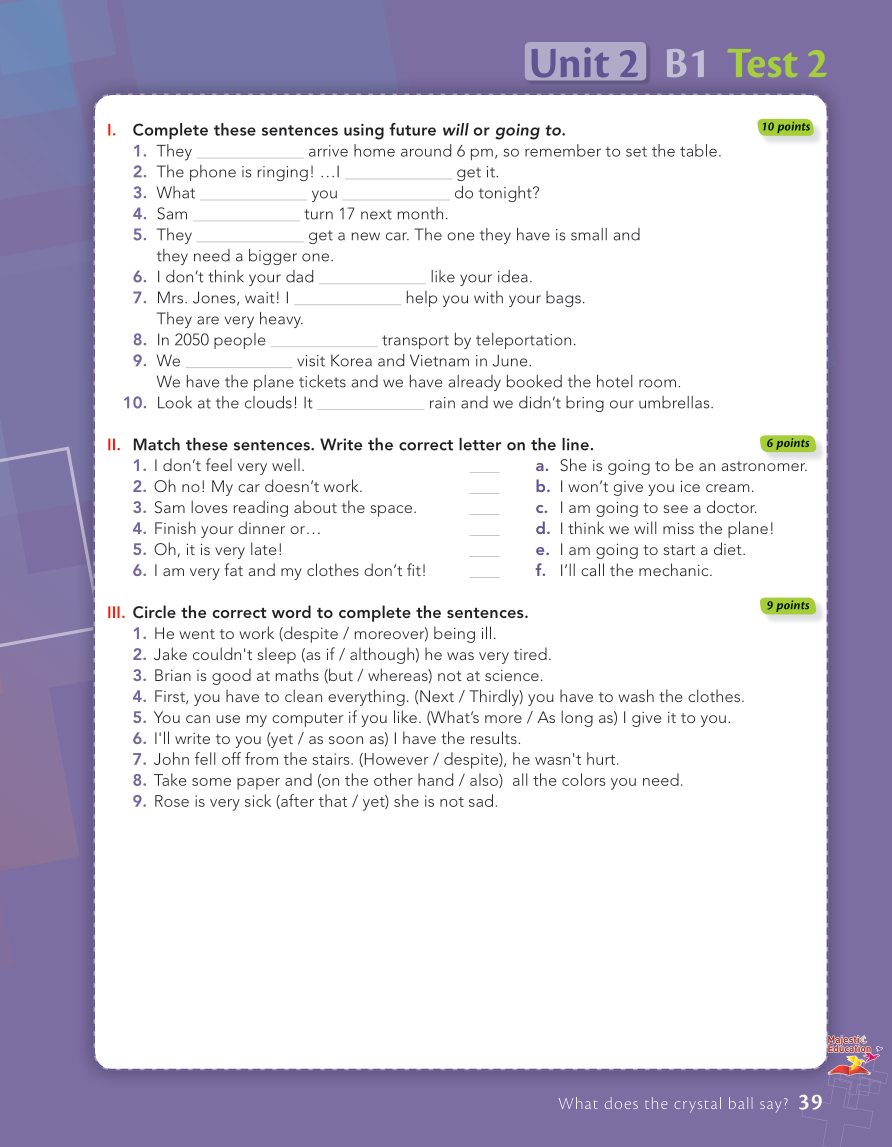 Unit 2 B1 Test 2
I. Complete these sentences using future will or going to. 10 points
1. They ____________ arrive home around 6 pm, so remember to set the table.
2. The phone is ringing! …I ____________ get it.
3. What ____________ you ____________ do tonight?
4. Sam ____________ turn 17 next month.
5. They ____________ get a new car. The one they have is small and
they need a bigger one.
6. I don’t think your dad ____________ like your idea.
7. Mrs. Jones, wait! I ____________ help you with your bags.
They are very heavy.
8. In 2050 people ____________ transport by teleportation.
9. We ____________ visit Korea and Vietnam in June.
We have the plane tickets and we have already booked the hotel room.
10. Look at the clouds! It ____________ rain and we didn’t bring our umbrellas.
II. Match these sentences. Write the correct letter on the line. 6 points
1. I don’t feel very well. ____ a. She is going to be an astronomer.
2. Oh no! My car doesn’t work. ____ b. I won’t give you ice cream.
3. Sam loves reading about the space. ____ c. I am going to see a doctor.
4. Finish your dinner or… ____ d. I think we will miss the plane!
5. Oh, it is very late! ____ e. I am going to start a diet.
6. I am very fat and my clothes don’t fit! ____ f. I’ll call the mechanic.
III. Circle the correct word to complete the sentences. 9 points
1. He went to work (despite / moreover) being ill.
2. Jake couldn't sleep (as if / although) he was very tired.
3. Brian is good at maths (but / whereas) not at science.
4. First, you have to clean everything. (Next / Thirdly) you have to wash the clothes.
5. You can use my computer if you like. (What’s more / As long as) I give it to you.
6. I'll write to you (yet / as soon as) I have the results.
7. John fell off from the stairs. (However / despite), he wasn't hurt.
8. Take some paper and (on the other hand / also) all the colors you need.
9. Rose is very sick (after that / yet) she is not sad.
Majestic
Education
What does the crystal ball say? 39